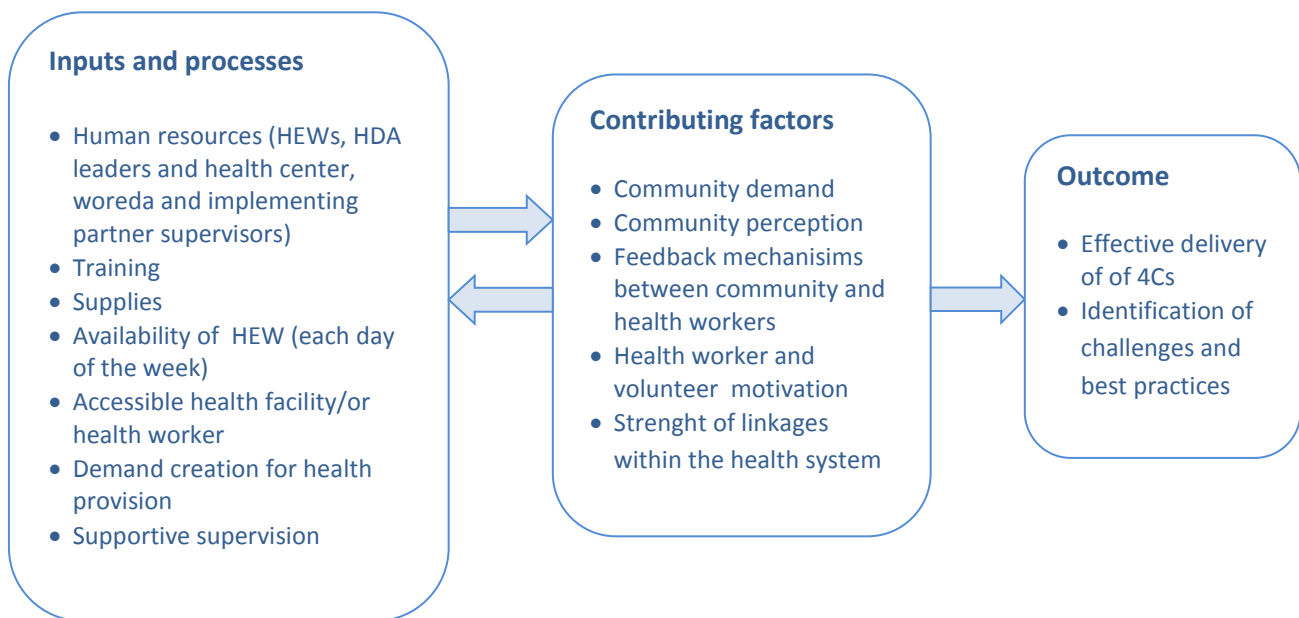 Inputs and processes
• Human resources (HEWs, HDA
leaders and health center,
woreda and implementing
partner supervisors)
• Training
• Supplies
• Availability of HEW (each day
of the week)
• Accessible health facility/or
health worker
• Demand creation for health
provision
• Supportive supervision
Contributing factors
• Community demand
• Community perception
• Feedback mechanisims
between community and
health workers
• Health worker and
volunteer motivation
• Strenght of linkages
within the health system
Outcome
• Effective delivery
of of 4Cs
• Identification of
challenges and
best practices